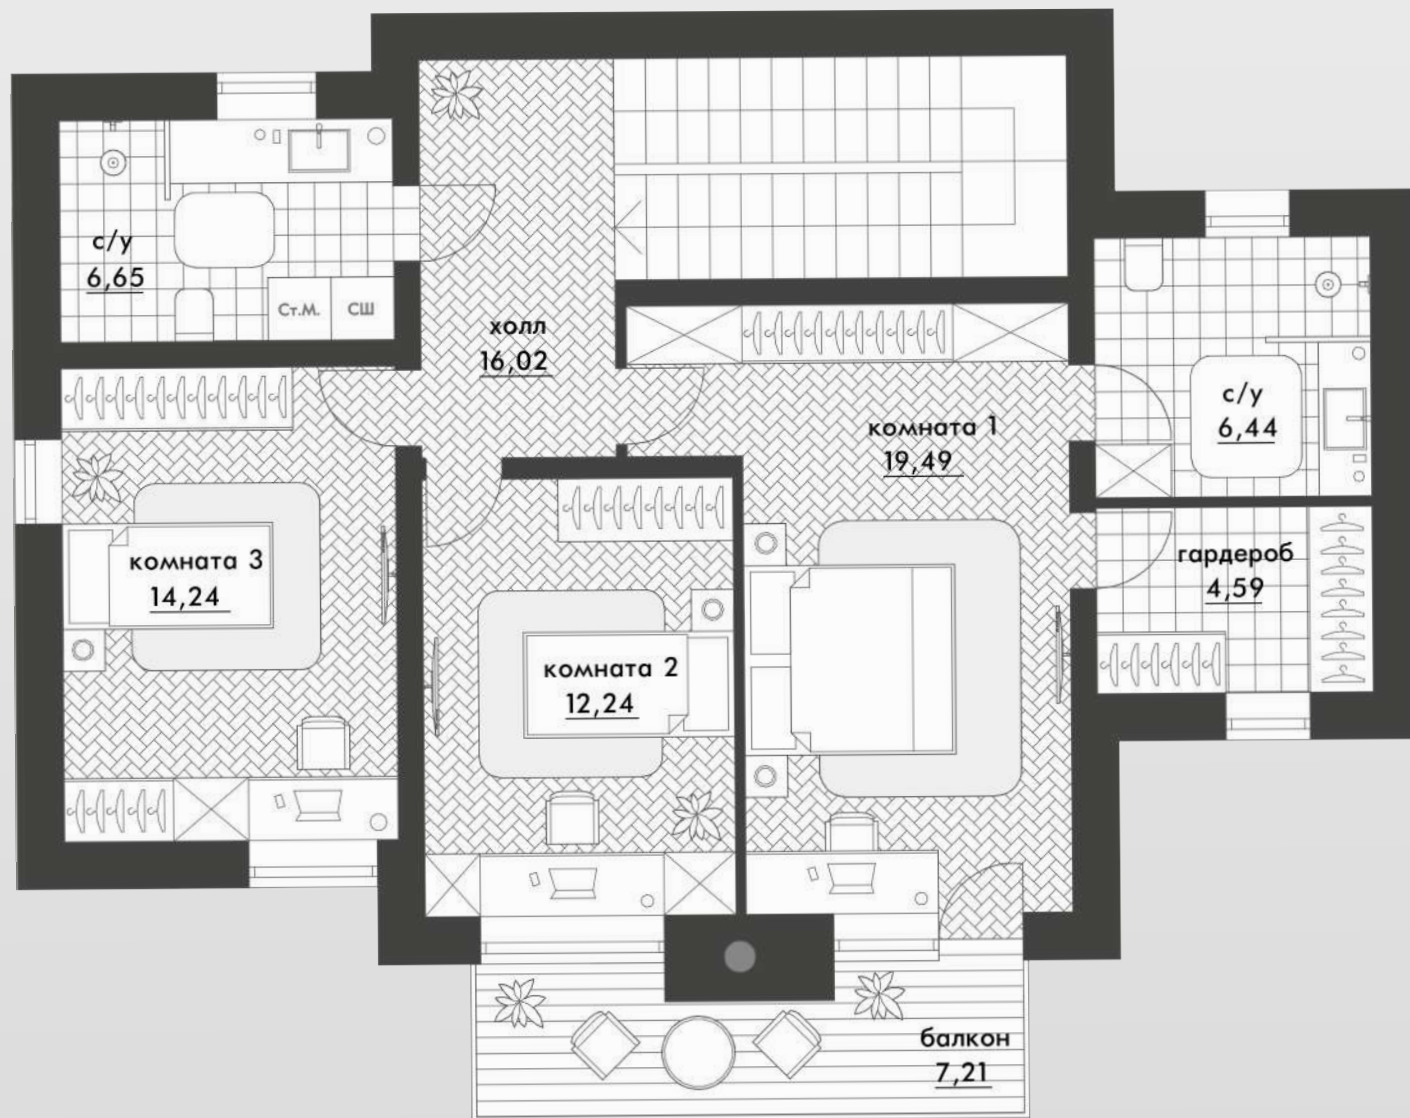 с/у
6,65
Ст.М.
СШ
холл
16,02
с/у
6,44
комната 1
19,49
гардероб
4,59
комната 3
14,24
комната 2
12,24
балкон
7,21